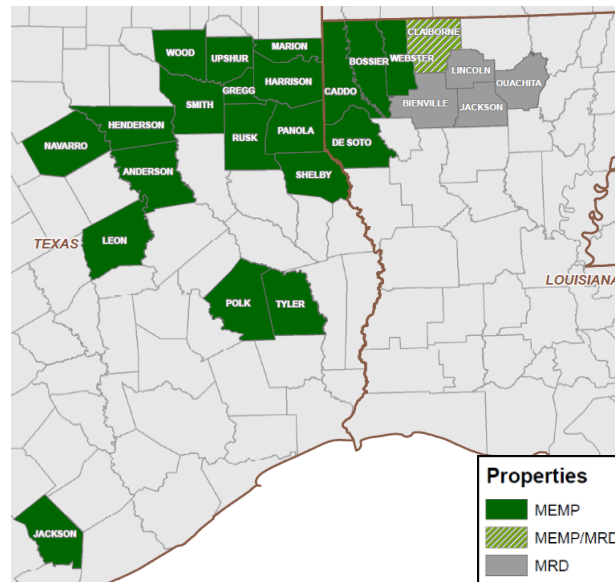 CLAIBORNE
WOOD
UPSHUR
MARION
BOSSIER
WEBSTER
LINCOLN
OUACHITA
SMITH
GREGG
HARRISON
CADDO
BIENVILLE
JACKSON
HENDERSON
NAVARRO
RUSK
PANOLA
DE SOTO
ANDERSON
SHELBY
TEXAS
LEON
LOUISIANA
POLK
TYLER
JACKSON
Properties
MEMP
MEMP/MRD
MRD